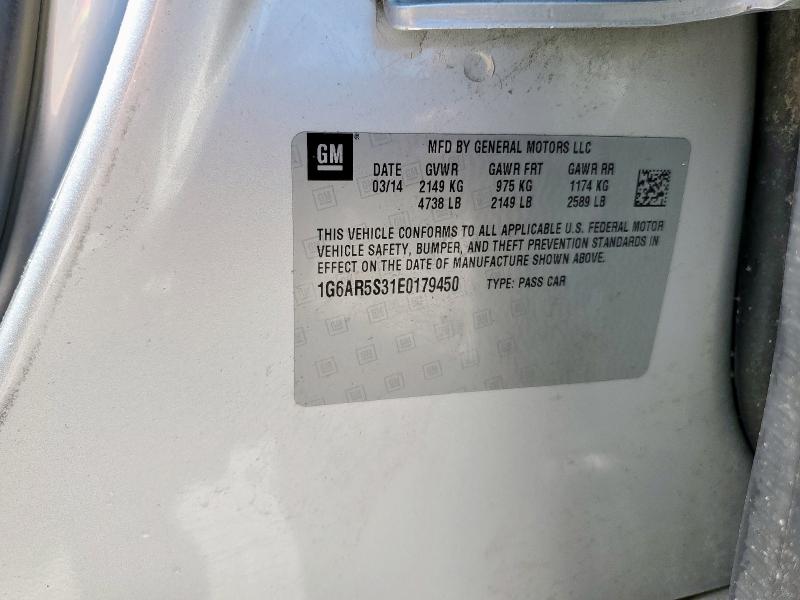 GM
MFD BY GENERAL MOTORS LLC
DATE GVWR GAWR FRT GAWR RR
03/14 2149 KG 975 KG 1174 KG
4738 LB 2149 LB 2589 LB
THIS VEHICLE CONFORMS TO ALL APPLICABLE U.S. FEDERAL MOTOR
VEHICLE SAFETY, BUMPER, AND THEFT PREVENTION STANDARDS IN
EFFECT ON THE DATE OF MANUFACTURE SHOWN ABOVE.
1G6AR5S31E0179450 TYPE: PASS CAR